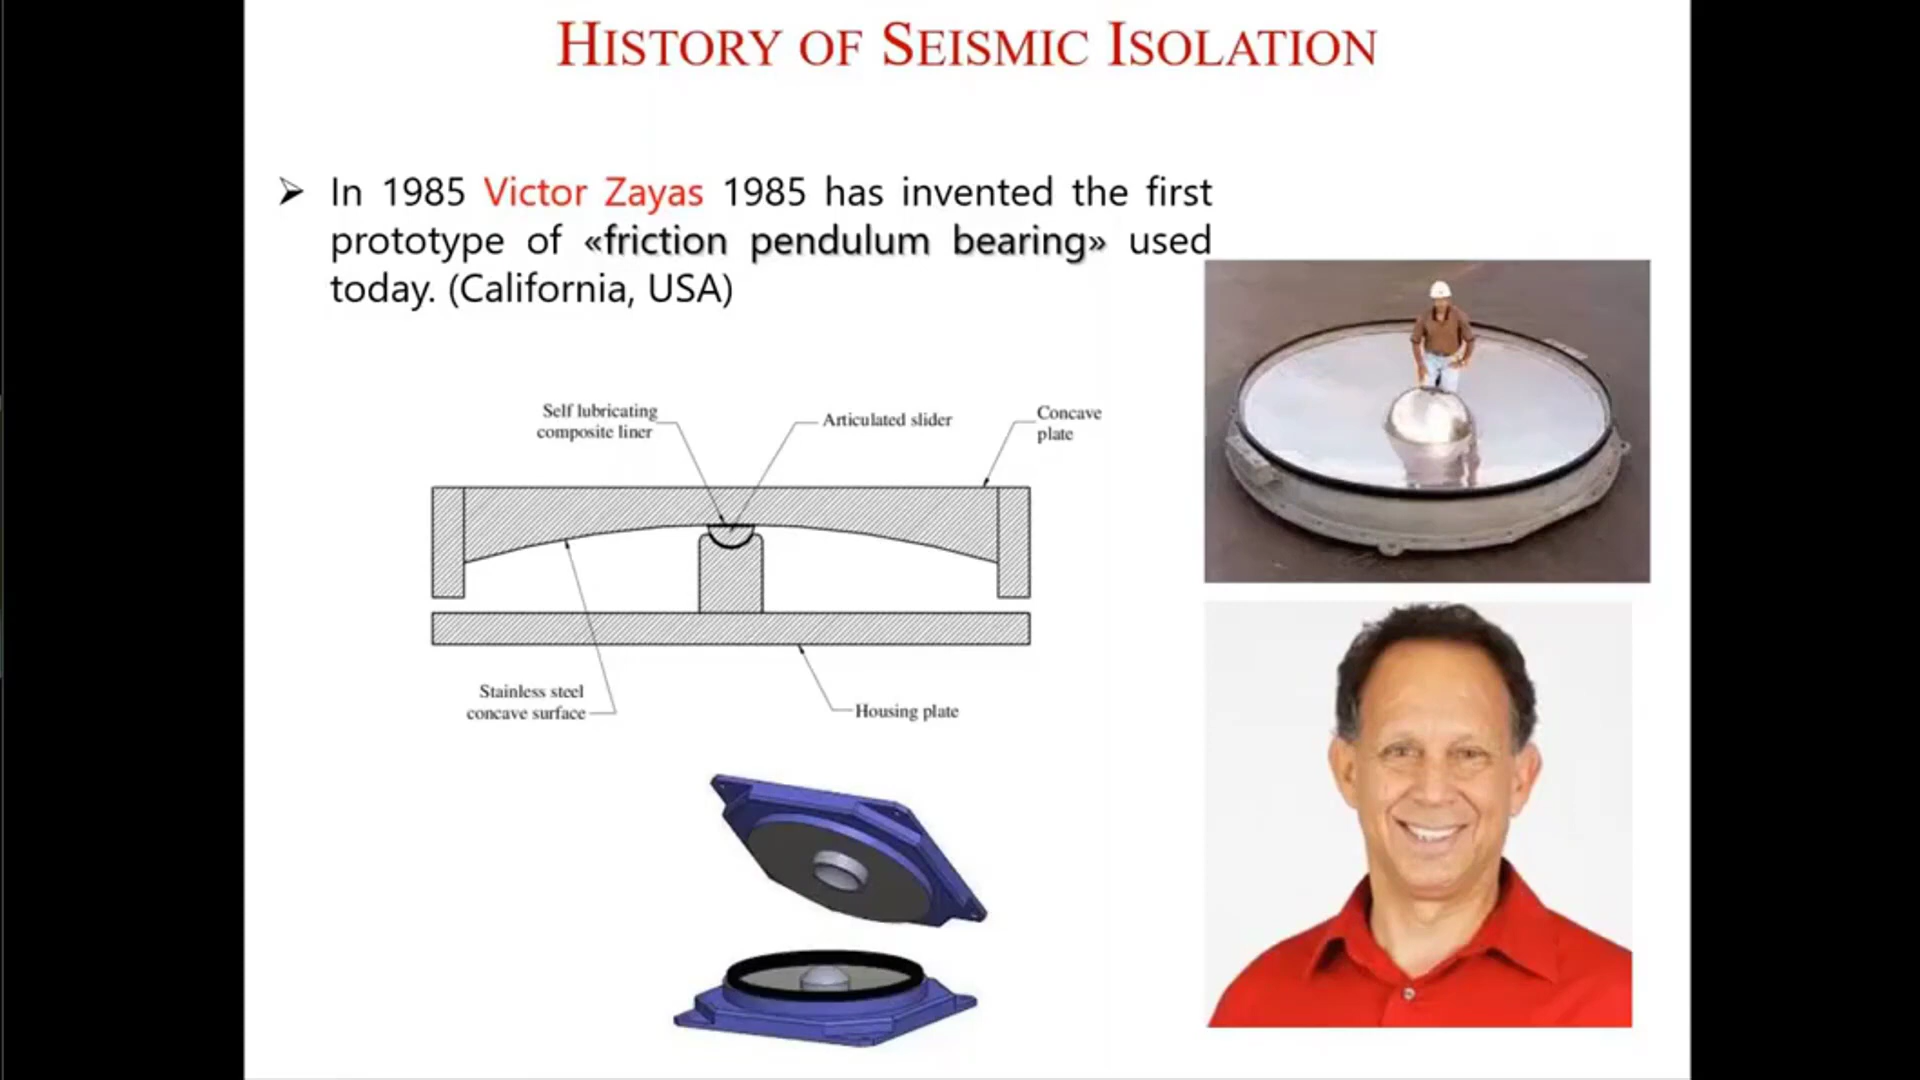 HISTORY OF SEISMIC ISOLATION
➢ In 1985 Victor Zayas 1985 has invented the first
prototype of «friction pendulum bearing» used
today. (California, USA)
Self lubricating
composite liner
Articulated slider
Concave
plate
Stainless steel
concave surface
Housing plate